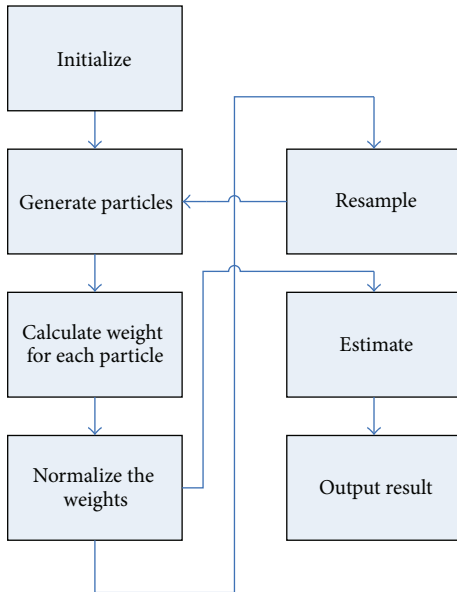 Initialize
Generate particles
Resample
Calculate weight
for each particle
Estimate
Normalize the
weights
Output result